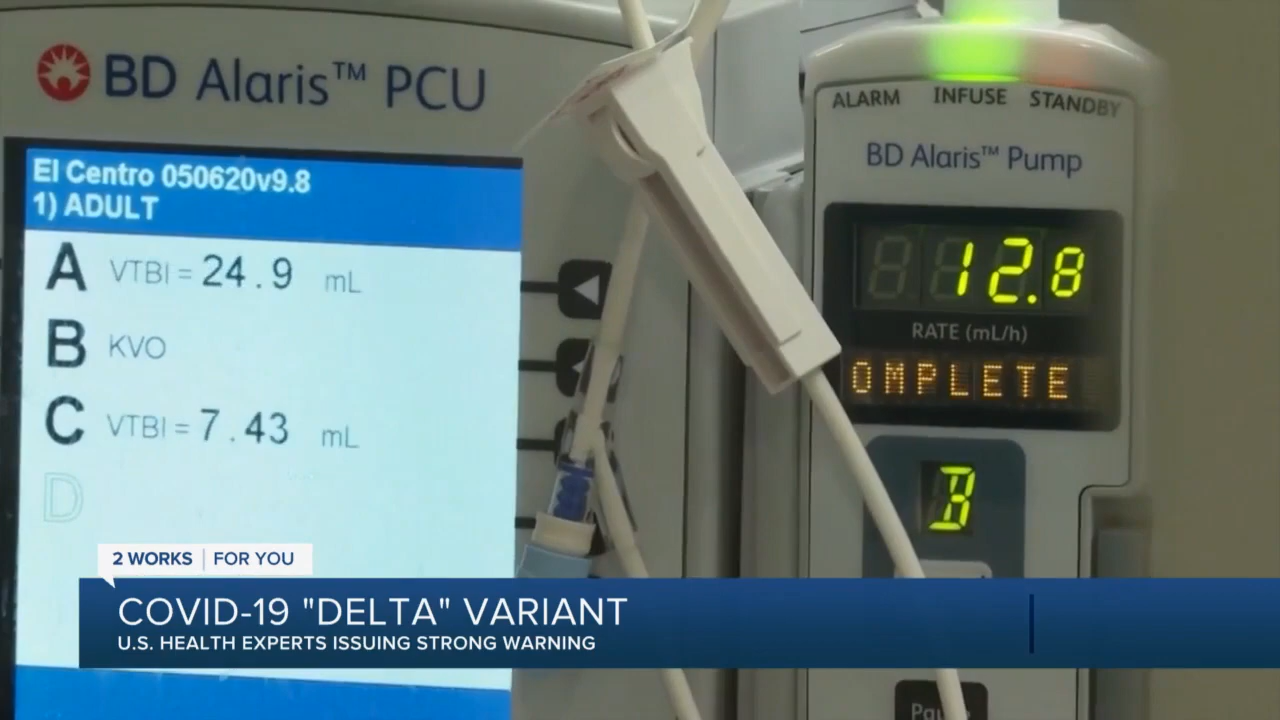 BD Alaris™ PCU
El Centro 050620v9.8
1) ADULT
A VTBI = 24.9 mL
B KVO
C VTBI = 7.43 mL
D
ALARM INFUSE STANDBY
BD Alaris™ Pump
12.8
RATE (mL/h)
OMPLETE
B
2 WORKS FOR YOU
COVID-19 "DELTA" VARIANT
U.S. HEALTH EXPERTS ISSUING STRONG WARNING